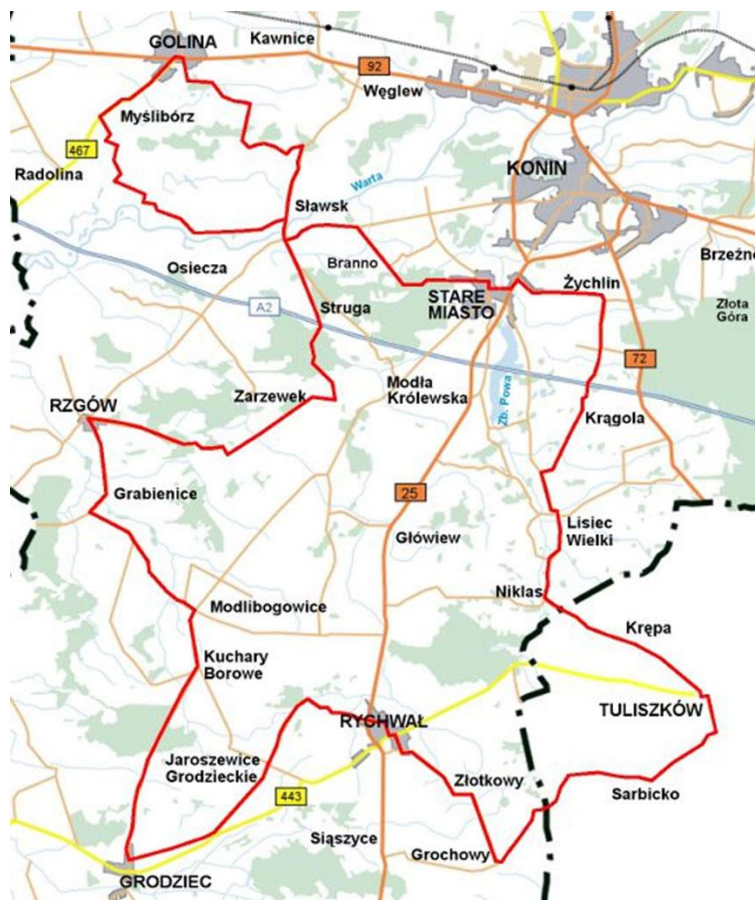 GOLINA
Kawnice
92
Węglew
Myślibórz
467
Radolina
KONIN
Warta
Sławsk
Osiecza
Branno
Brzeźno
A2
Struga
STARE
MIASTO
Żychlin
Złota
Góra
72
RZGÓW
Zarzewek
Modła
Królewska
Zb. Powa
Krągola
Grabienice
25
Główiew
Lisiec
Wielki
Niklas
Modlibogowice
Krępa
Kuchary
Borowe
RYCHWAŁ
TULISZKÓW
Jaroszewice
Grodzieckie
443
Złotkowy
Sarbicko
Siąszyce
Grochowy
GRODZIEC